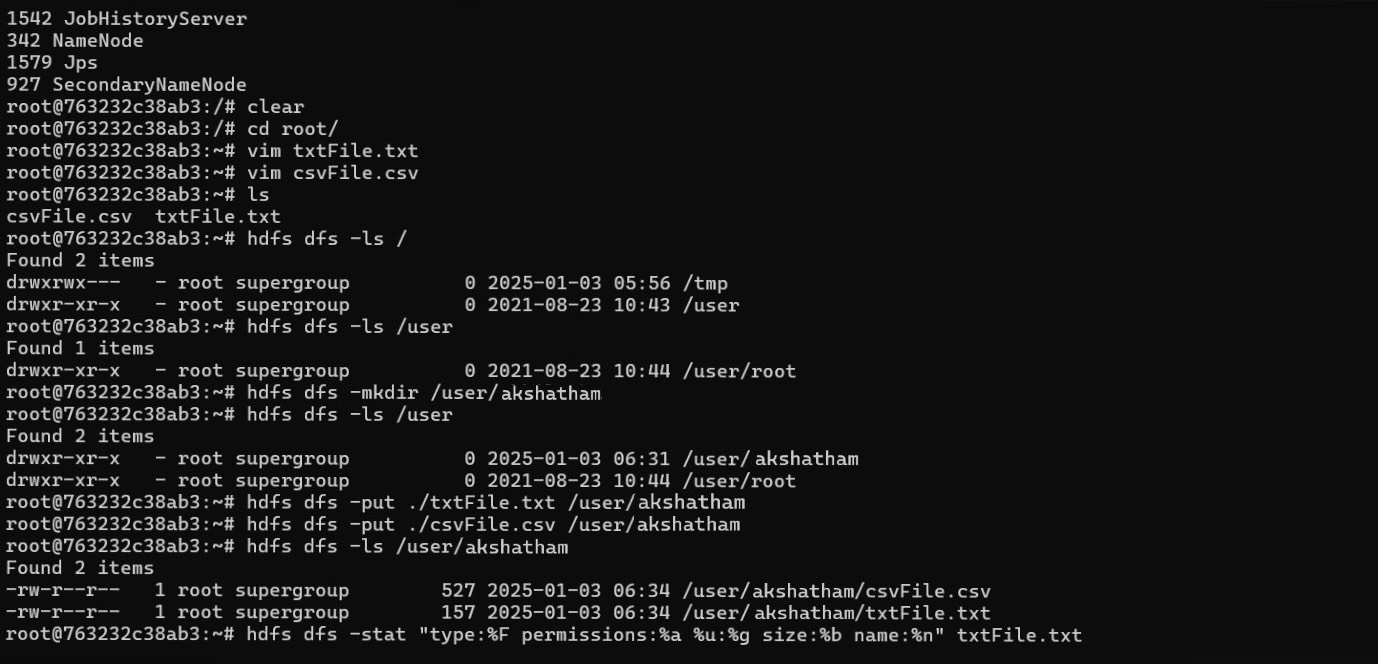 1542 JobHistoryServer
342 NameNode
1579 Jps
927 SecondaryNameNode
root@763232c38ab3:/# clear
root@763232c38ab3:/# cd root/
root@763232c38ab3:~# vim txtFile.txt
root@763232c38ab3:~# vim csvFile.csv
root@763232c38ab3:~# ls
csvFile.csv  txtFile.txt
root@763232c38ab3:~# hdfs dfs -ls /
Found 2 items
drwxrwx---   - root supergroup          0 2025-01-03 05:56 /tmp
drwxr-xr-x   - root supergroup          0 2021-08-23 10:43 /user
root@763232c38ab3:~# hdfs dfs -ls /user
Found 1 items
drwxr-xr-x   - root supergroup          0 2021-08-23 10:44 /user/root
root@763232c38ab3:~# hdfs dfs -mkdir /user/akshatham
root@763232c38ab3:~# hdfs dfs -ls /user
Found 2 items
drwxr-xr-x   - root supergroup          0 2025-01-03 06:31 /user/akshatham
drwxr-xr-x   - root supergroup          0 2021-08-23 10:44 /user/root
root@763232c38ab3:~# hdfs dfs -put ./txtFile.txt /user/akshatham
root@763232c38ab3:~# hdfs dfs -put ./csvFile.csv /user/akshatham
root@763232c38ab3:~# hdfs dfs -ls /user/akshatham
Found 2 items
-rw-r--r--   1 root supergroup        527 2025-01-03 06:34 /user/akshatham/csvFile.csv
-rw-r--r--   1 root supergroup        157 2025-01-03 06:34 /user/akshatham/txtFile.txt
root@763232c38ab3:~# hdfs dfs -stat "type:%F permissions:%a %u:%g size:%b name:%n" txtFile.txt